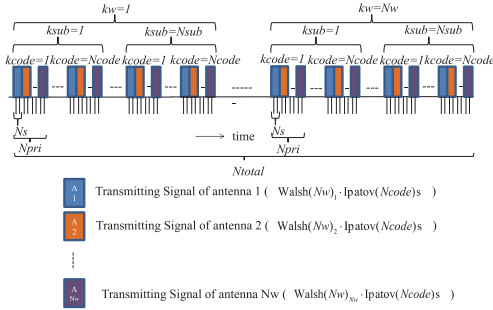 kw=1 kw=Nw
ksub=1 ksub=Nsub ksub=1 ksub=Nsub
kcode=1 kcode=Ncode kcode=1 kcode=Ncode kcode=1 kcode=Ncode kcode=1 kcode=Ncode
Ns time Ns
Npri Npri
Ntotal
A 1 Transmitting Signal of antenna 1 ( Walsh(Nw)₁·Ipatov(Ncode)s )
A 2 Transmitting Signal of antenna 2 ( Walsh(Nw)₂·Ipatov(Ncode)s )
A Nw Transmitting Signal of antenna Nw ( Walsh(Nw)Nw·Ipatov(Ncode)s )